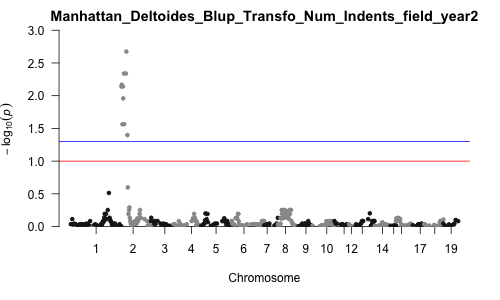 Manhattan_Deltoides_Blup_Transfo_Num_Indents_field_year2
3.0
2.5
2.0
1.5
1.0
0.5
0.0
− log10(p)
1 2 3 4 5 6 7 8 9 10 12 14 17 19
Chromosome